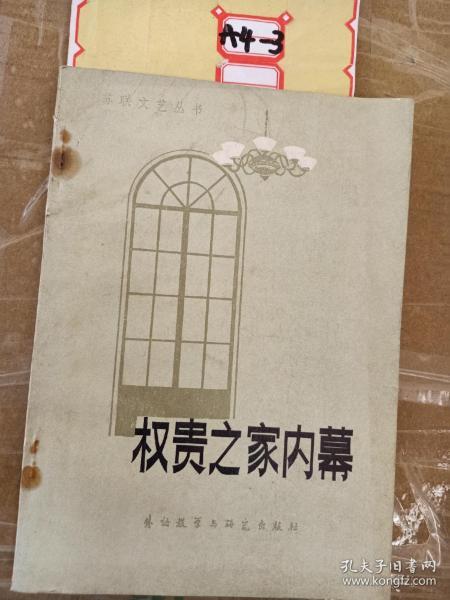 A4-3
苏联文艺丛书
权贵之家内幕
外语教学与研究出版社
孔夫子旧书网
www.kongfz.com